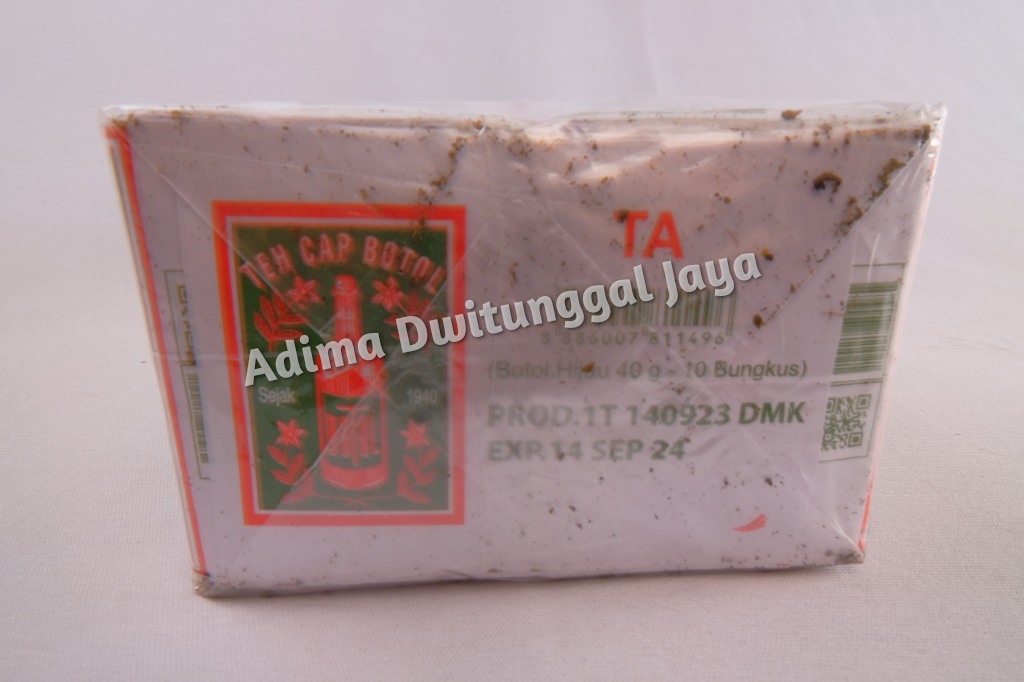 TEH CAP BOTOL
Sejak 1940
TA
Adima Dwitunggal Jaya
8 886007 811496
(Botol.Hijau 40 g - 10 Bungkus)
PROD.1T 140923 DMK
EXP.14 SEP 24